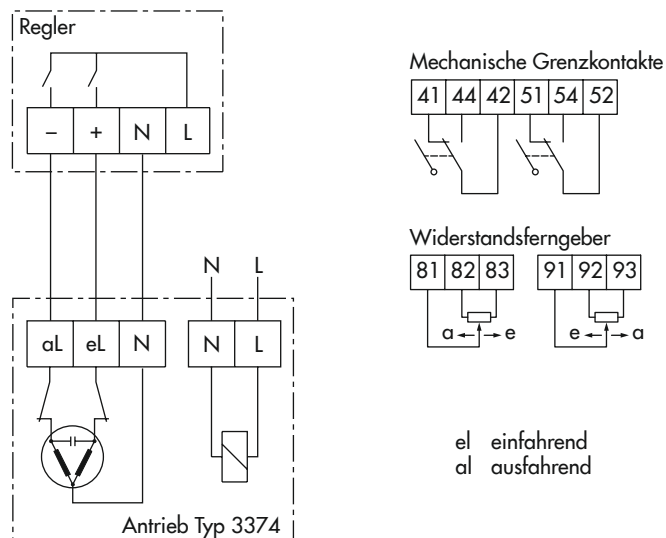 Regler
– + N L
N L
aL eL N N L
Antrieb Typ 3374
Mechanische Grenzkontakte
41 44 42 51 54 52
Widerstandsferngeber
81 82 83 91 92 93
a e e a
el einfahrend
al ausfahrend